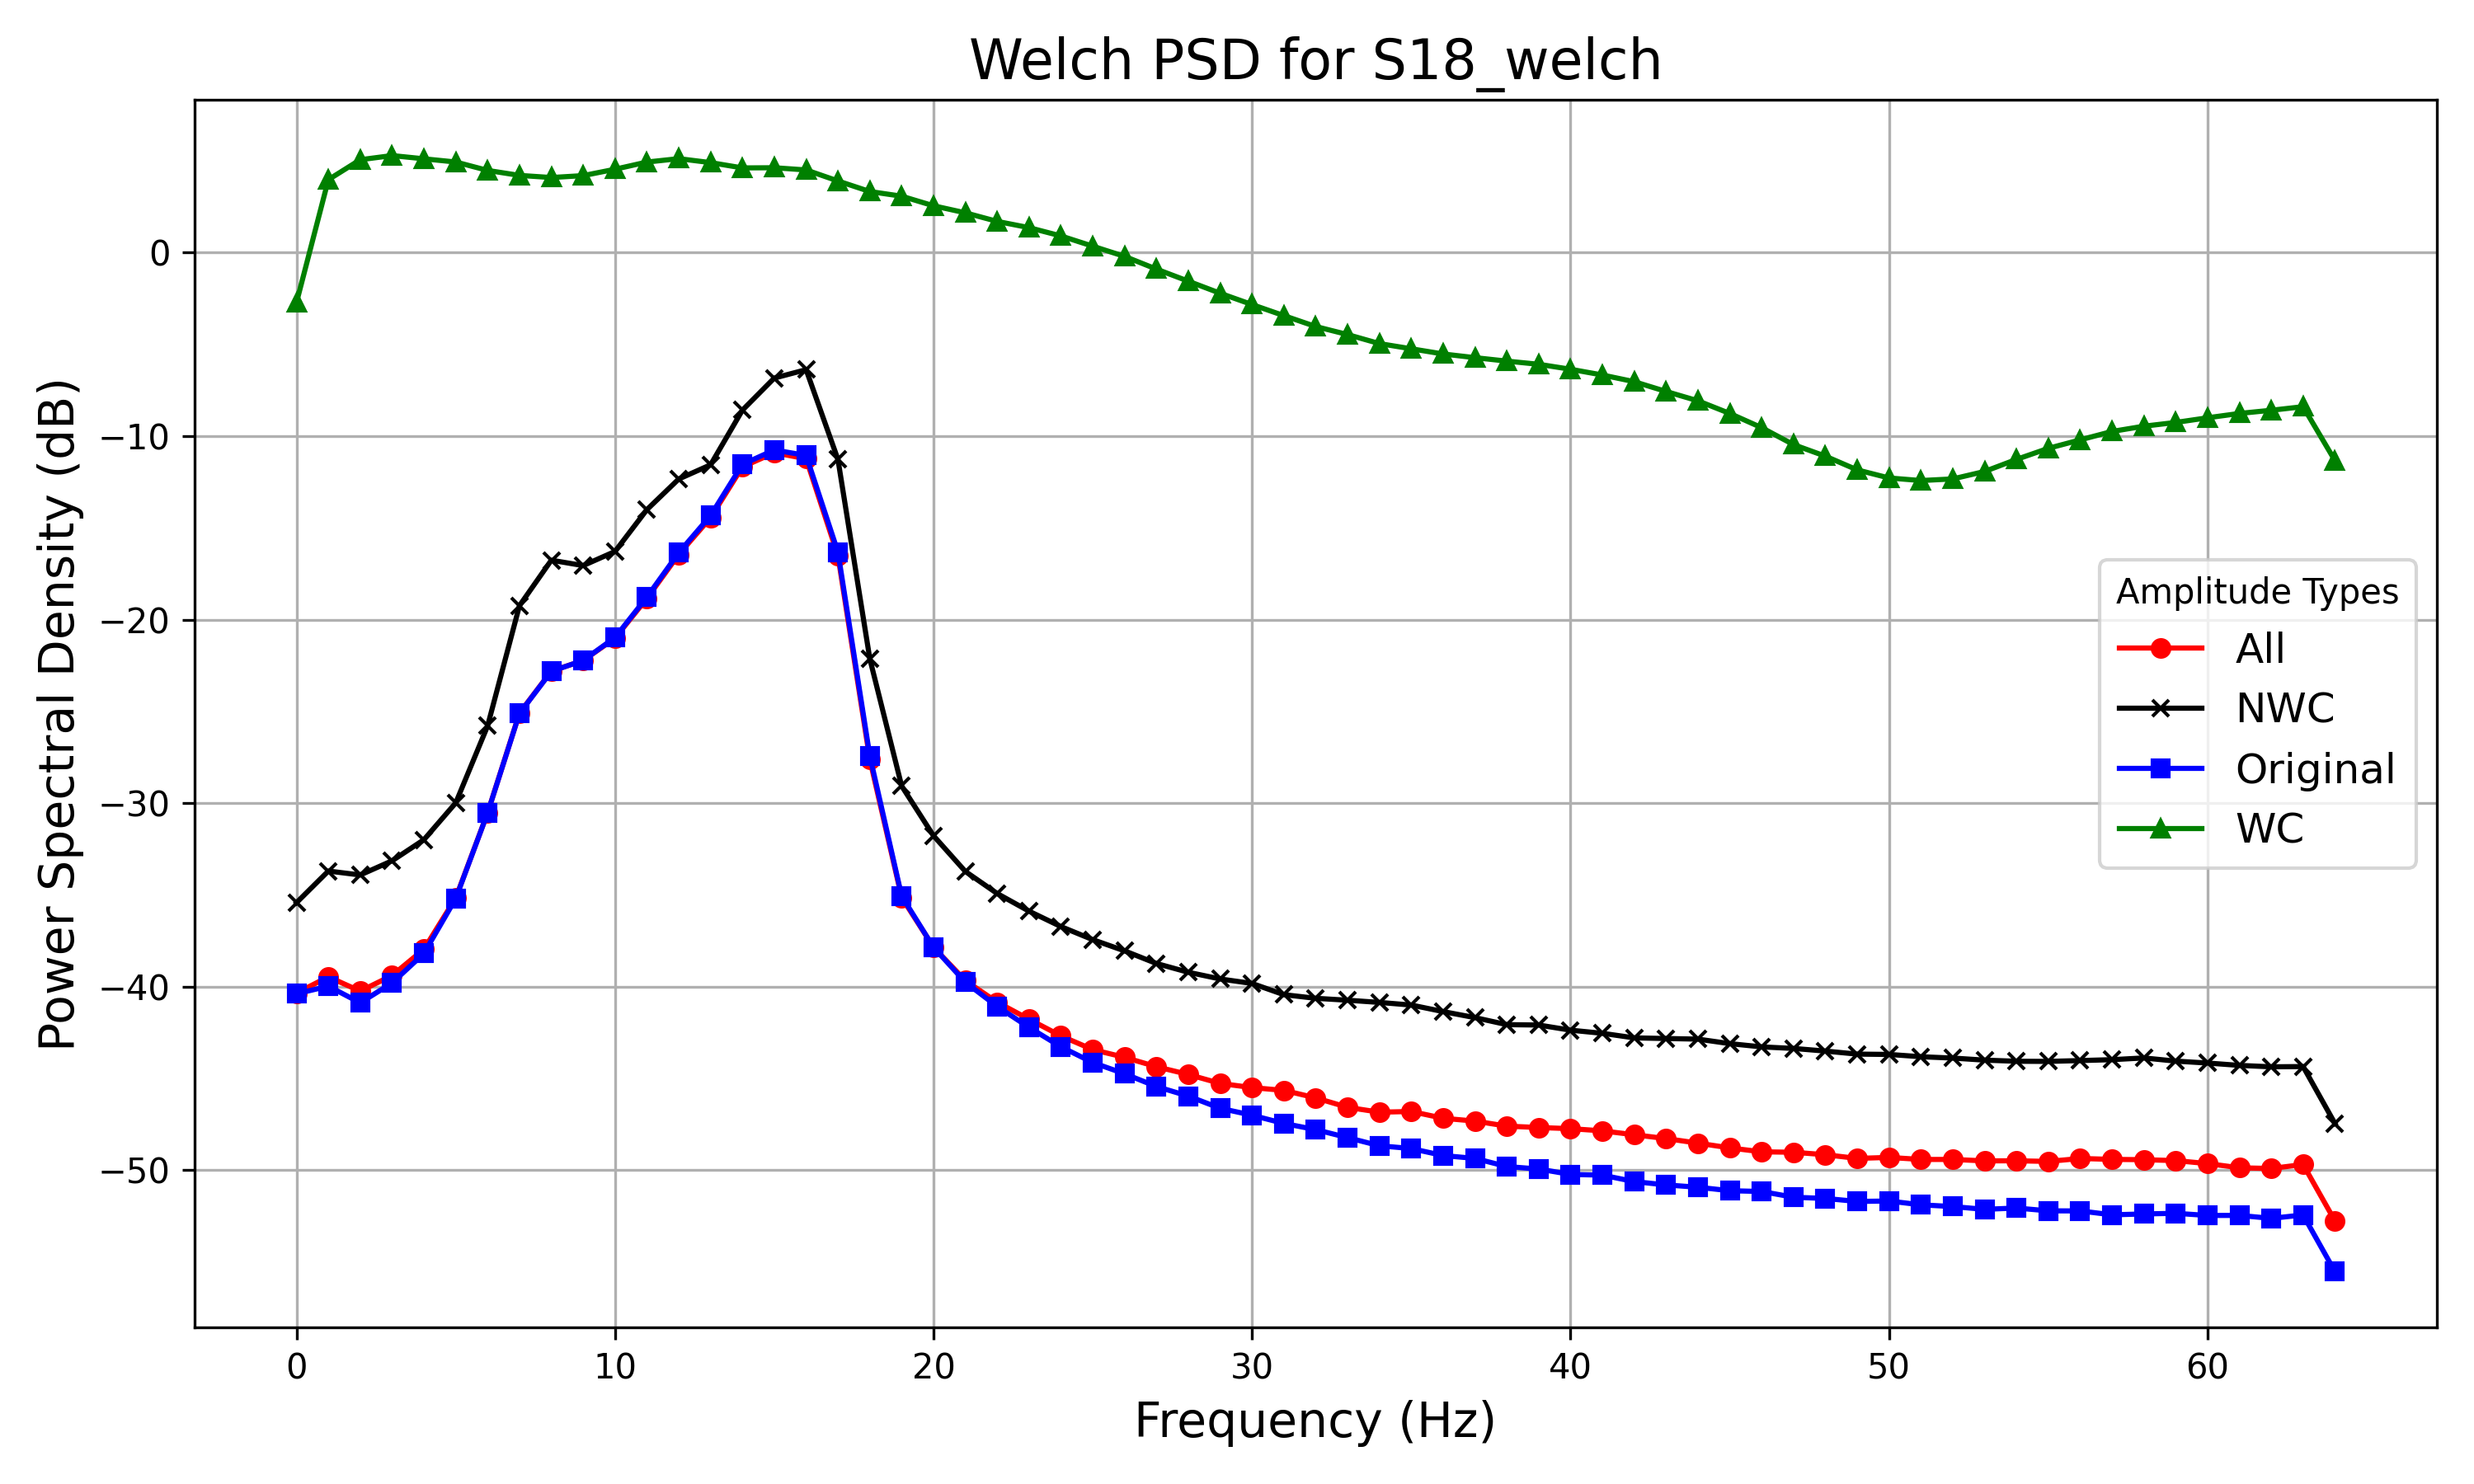 Welch PSD for S18_welch
Power Spectral Density (dB)
0
−10
−20
−30
−40
−50
Amplitude Types
All
NWC
Original
WC
0 10 20 30 40 50 60
Frequency (Hz)